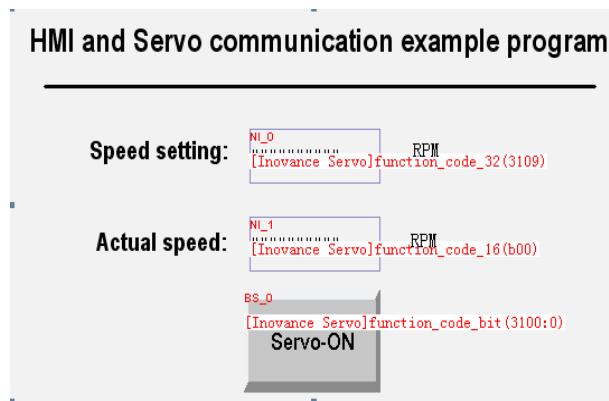 HMI and Servo communication example program
Speed setting:
NI_0
RPM
[Inovance Servo]function_code_32(3109)
Actual speed:
NI_1
RPM
[Inovance Servo]function_code_16(b00)
BS_0
[Inovance Servo]function_code_bit(3100:0)
Servo-ON